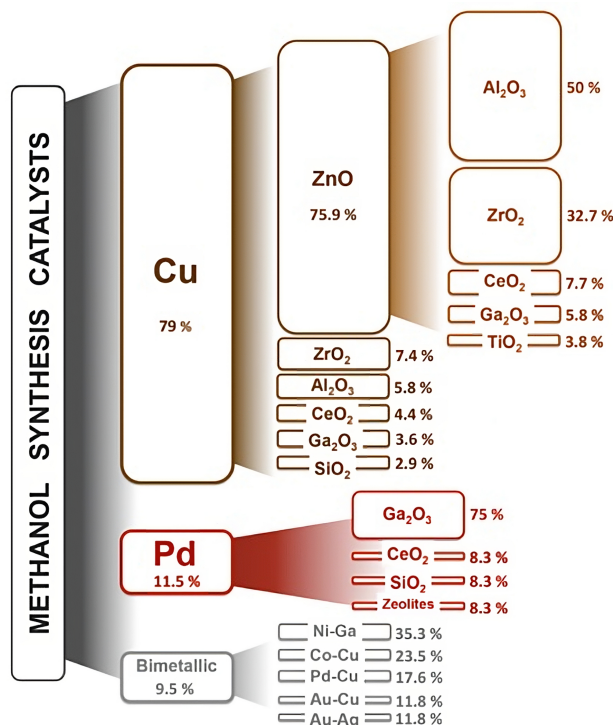 METHANOL SYNTHESIS CATALYSTS
Cu
79 %
ZnO
75.9 %
Al₂O₃ 50 %
ZrO₂ 32.7 %
CeO₂ 7.7 %
Ga₂O₃ 5.8 %
TiO₂ 3.8 %
ZrO₂ 7.4 %
Al₂O₃ 5.8 %
CeO₂ 4.4 %
Ga₂O₃ 3.6 %
SiO₂ 2.9 %
Pd
11.5 %
Ga₂O₃ 75 %
CeO₂ 8.3 %
SiO₂ 8.3 %
Zeolites 8.3 %
Bimetallic
9.5 %
Ni-Ga 35.3 %
Co-Cu 23.5 %
Pd-Cu 17.6 %
Au-Cu 11.8 %
Au-Ag 11.8 %